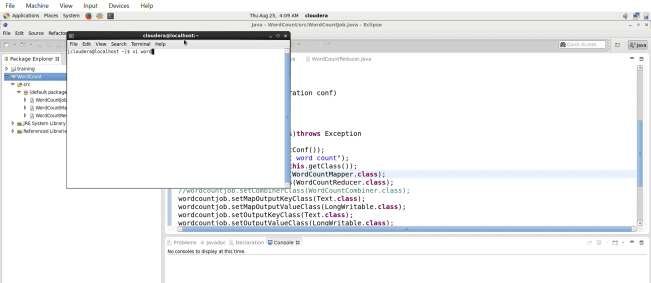 File Machine View Input Devices Help
Applications Places System Thu Aug 25, 4:09 AM cloudera
Java - WordCount/src/WordCountJob.java - Eclipse
File Edit Source Refactor
cloudera@localhost:~
File Edit View Search Terminal Help
[cloudera@localhost ~]$ vi word
Quick Access Java
Package Explorer
WordCountReducer.java
training
WordCount
src
(default package
WordCountJob
WordCountMa
WordCountRe
JRE System Library
Referenced Librarie
ration conf)
s)throws Exception
tConf());
t word count");
his.getClass());
(WordCountMapper.class);
s(WordCountReducer.class);
//wordcountjob.setCombinerClass(WordCountCombiner.class);
wordcountjob.setMapOutputKeyClass(Text.class);
wordcountjob.setMapOutputValueClass(LongWritable.class);
wordcountjob.setOutputKeyClass(Text.class);
wordcountjob.setOutputValueClass(LongWritable.class);
Problems Javadoc Declaration Console
No consoles to display at this time.